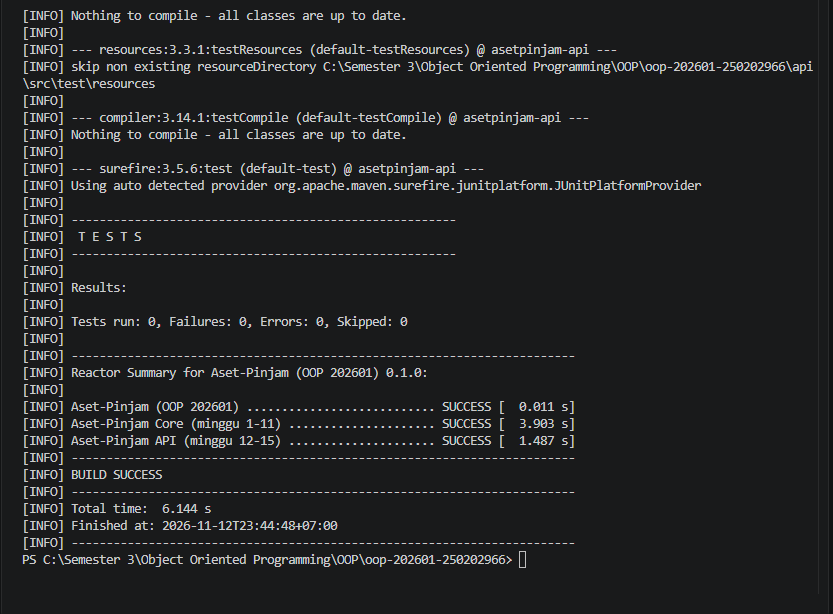 [INFO] Nothing to compile - all classes are up to date.
[INFO]
[INFO] --- resources:3.3.1:testResources (default-testResources) @ asetpinjam-api ---
[INFO] skip non existing resourceDirectory C:\Semester 3\Object Oriented Programming\OOP\oop-202601-250202966\api
\src\test\resources
[INFO]
[INFO] --- compiler:3.14.1:testCompile (default-testCompile) @ asetpinjam-api ---
[INFO] Nothing to compile - all classes are up to date.
[INFO]
[INFO] --- surefire:3.5.6:test (default-test) @ asetpinjam-api ---
[INFO] Using auto detected provider org.apache.maven.surefire.junitplatform.JUnitPlatformProvider
[INFO]
[INFO] -------------------------------------------------------
[INFO]  T E S T S
[INFO] -------------------------------------------------------
[INFO]
[INFO] Results:
[INFO]
[INFO] Tests run: 0, Failures: 0, Errors: 0, Skipped: 0
[INFO]
[INFO] ------------------------------------------------------------------------
[INFO] Reactor Summary for Aset-Pinjam (OOP 202601) 0.1.0:
[INFO]
[INFO] Aset-Pinjam (OOP 202601) ........................... SUCCESS [  0.011 s]
[INFO] Aset-Pinjam Core (minggu 1-11) ..................... SUCCESS [  3.903 s]
[INFO] Aset-Pinjam API (minggu 12-15) ..................... SUCCESS [  1.487 s]
[INFO] ------------------------------------------------------------------------
[INFO] BUILD SUCCESS
[INFO] ------------------------------------------------------------------------
[INFO] Total time:  6.144 s
[INFO] Finished at: 2026-11-12T23:44:48+07:00
[INFO] ------------------------------------------------------------------------
PS C:\Semester 3\Object Oriented Programming\OOP\oop-202601-250202966>